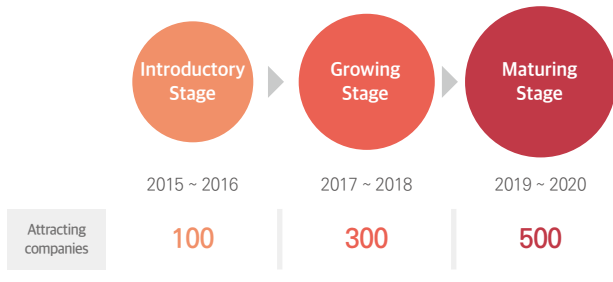 Introductory
Stage
Growing
Stage
Maturing
Stage
2015 ~ 2016
2017 ~ 2018
2019 ~ 2020
Attracting
companies
100
300
500